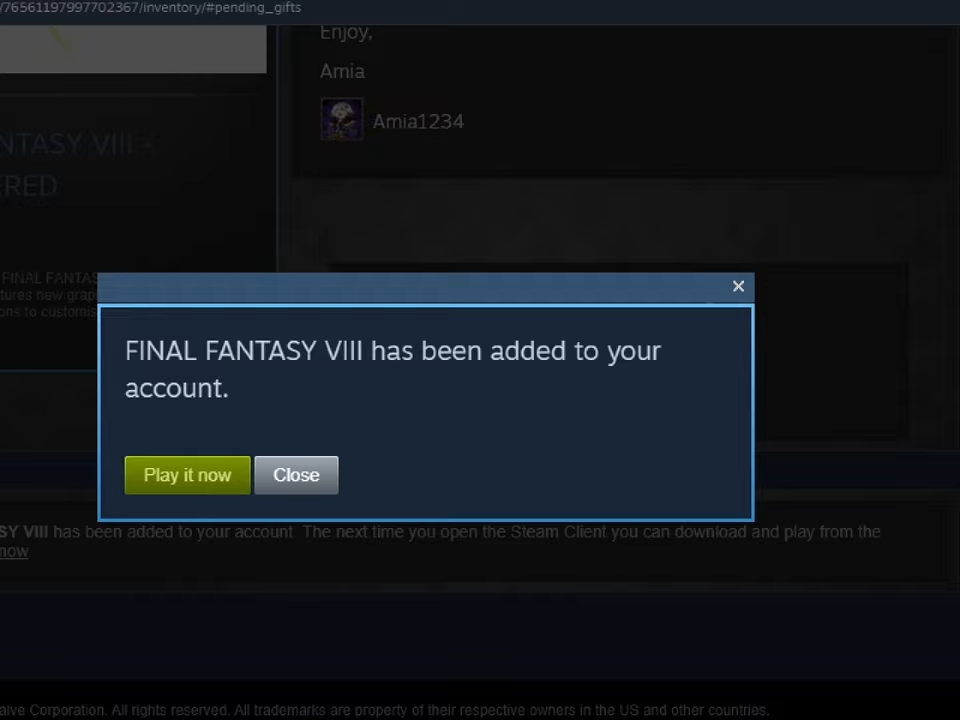 /76561197997702367/inventory/#pending_gifts
Enjoy,
Amia
Amia1234
NTASY VIII -
ERED
FINAL FANTAS
tures new grap
ons to customis
FINAL FANTASY VIII has been added to your
account.
Play it now
Close
SY VIII has been added to your account. The next time you open the Steam Client you can download and play from the
now
alve Corporation. All rights reserved. All trademarks are property of their respective owners in the US and other countries.